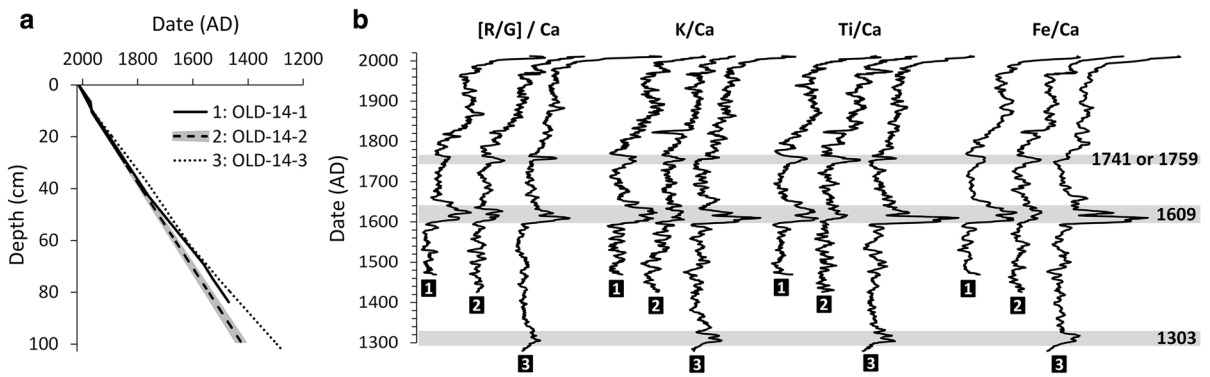 a
Date (AD)
2000 1800 1600 1400 1200
0
20
40
60
80
100
Depth (cm)
1: OLD-14-1
2: OLD-14-2
3: OLD-14-3
b
[R/G] / Ca K/Ca Ti/Ca Fe/Ca
2000
1900
1800
1700
1600
1500
1400
1300
Date (AD)
1741 or 1759
1609
1303
1 2 3
1 2 3
1 2 3
1 2 3